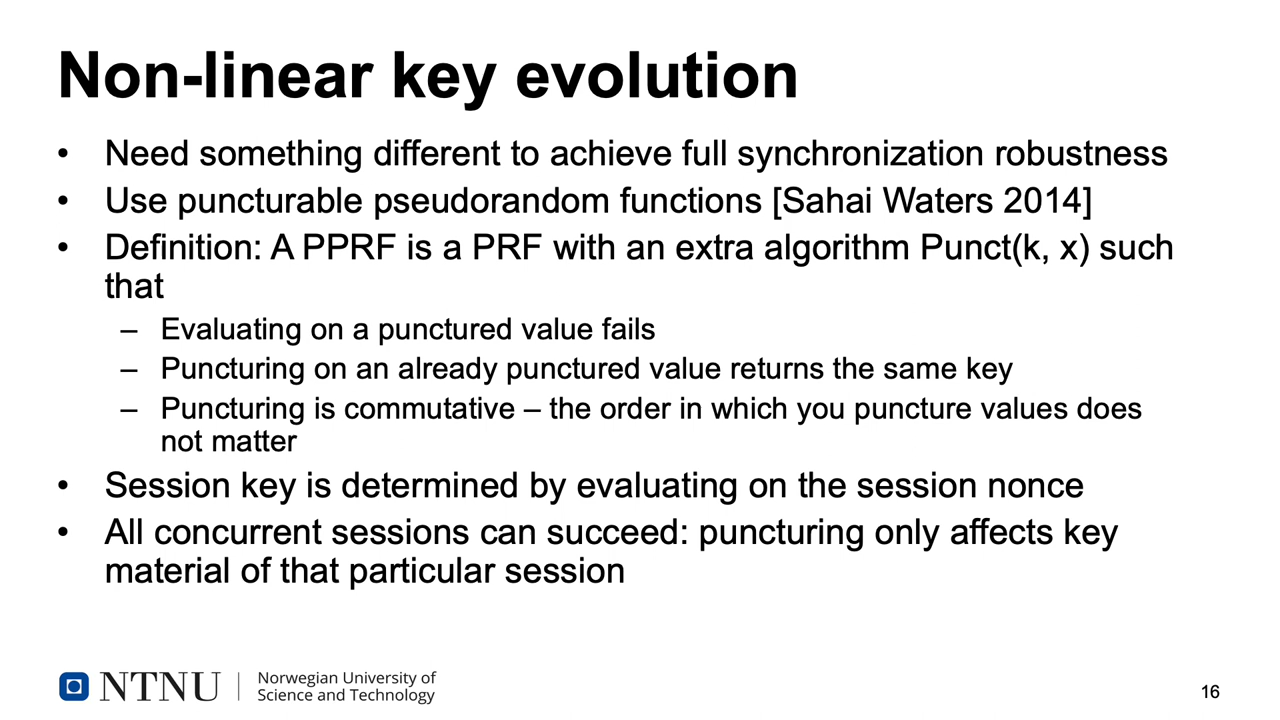 Non-linear key evolution
• Need something different to achieve full synchronization robustness
• Use puncturable pseudorandom functions [Sahai Waters 2014]
• Definition: A PPRF is a PRF with an extra algorithm Punct(k, x) such
that
– Evaluating on a punctured value fails
– Puncturing on an already punctured value returns the same key
– Puncturing is commutative – the order in which you puncture values does
not matter
• Session key is determined by evaluating on the session nonce
• All concurrent sessions can succeed: puncturing only affects key
material of that particular session
NTNU
Norwegian University of
Science and Technology
16